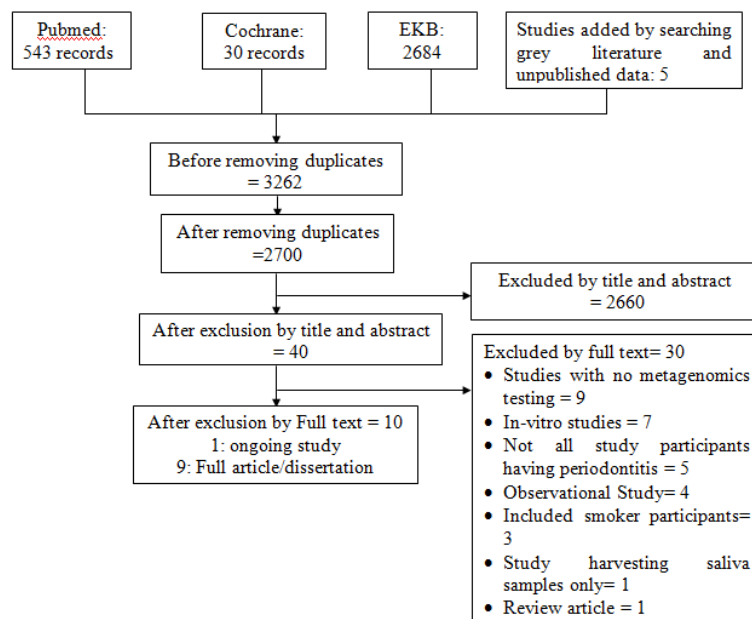 Pubmed:
543 records
Cochrane:
30 records
EKB:
2684
Studies added by searching
grey literature and
unpublished data: 5
Before removing duplicates
= 3262
After removing duplicates
=2700
Excluded by title and abstract
= 2660
After exclusion by title and abstract
= 40
Excluded by full text= 30
• Studies with no metagenomics
testing = 9
• In-vitro studies = 7
• Not all study participants
having periodontitis = 5
• Observational Study= 4
• Included smoker participants=
3
• Study harvesting saliva
samples only= 1
• Review article = 1
After exclusion by Full text = 10
1: ongoing study
9: Full article/dissertation